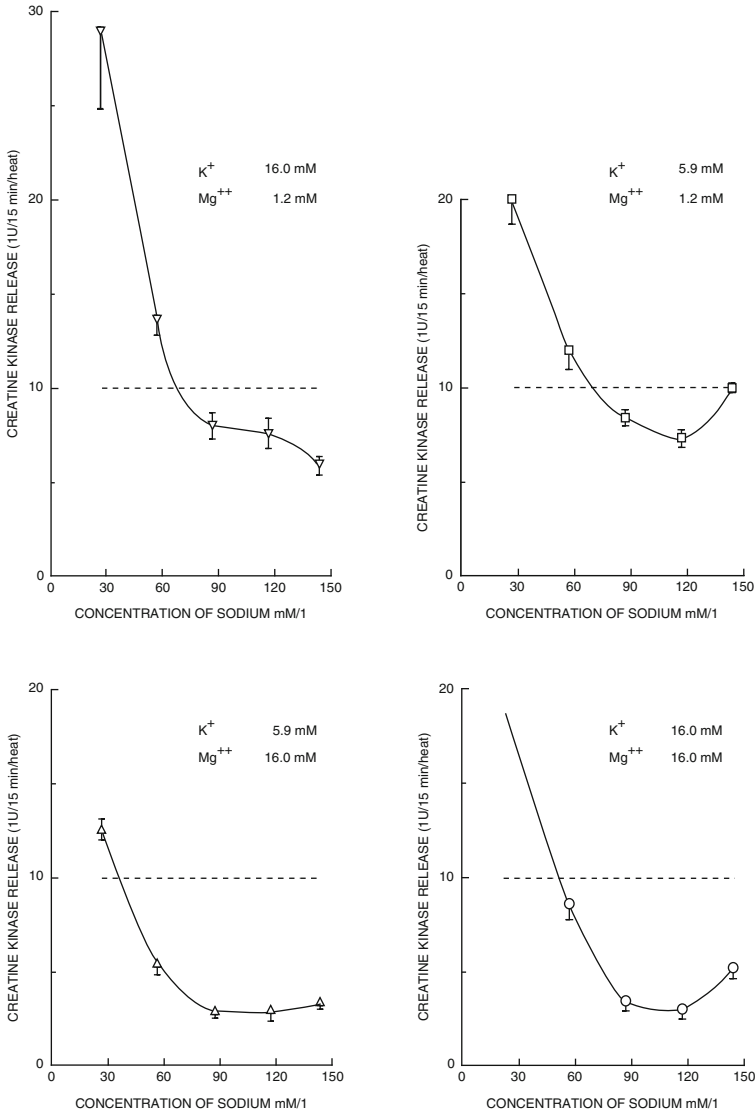 30
20
10
0
CREATINE KINASE RELEASE (1U/15 min/heat)
K+ 16.0 mM
Mg++ 1.2 mM
0 30 60 90 120 150
CONCENTRATION OF SODIUM mM/1
20
10
0
CREATINE KINASE RELEASE (1U/15 min/heat)
K+ 5.9 mM
Mg++ 1.2 mM
0 30 60 90 120 150
CONCENTRATION OF SODIUM mM/1
20
10
0
CREATINE KINASE RELEASE (1U/15 min/heat)
K+ 5.9 mM
Mg++ 16.0 mM
0 30 60 90 120 150
CONCENTRATION OF SODIUM mM/1
20
10
0
CREATINE KINASE RELEASE (1U/15 min/heat)
K+ 16.0 mM
Mg++ 16.0 mM
0 30 60 90 120 150
CONCENTRATION OF SODIUM mM/1